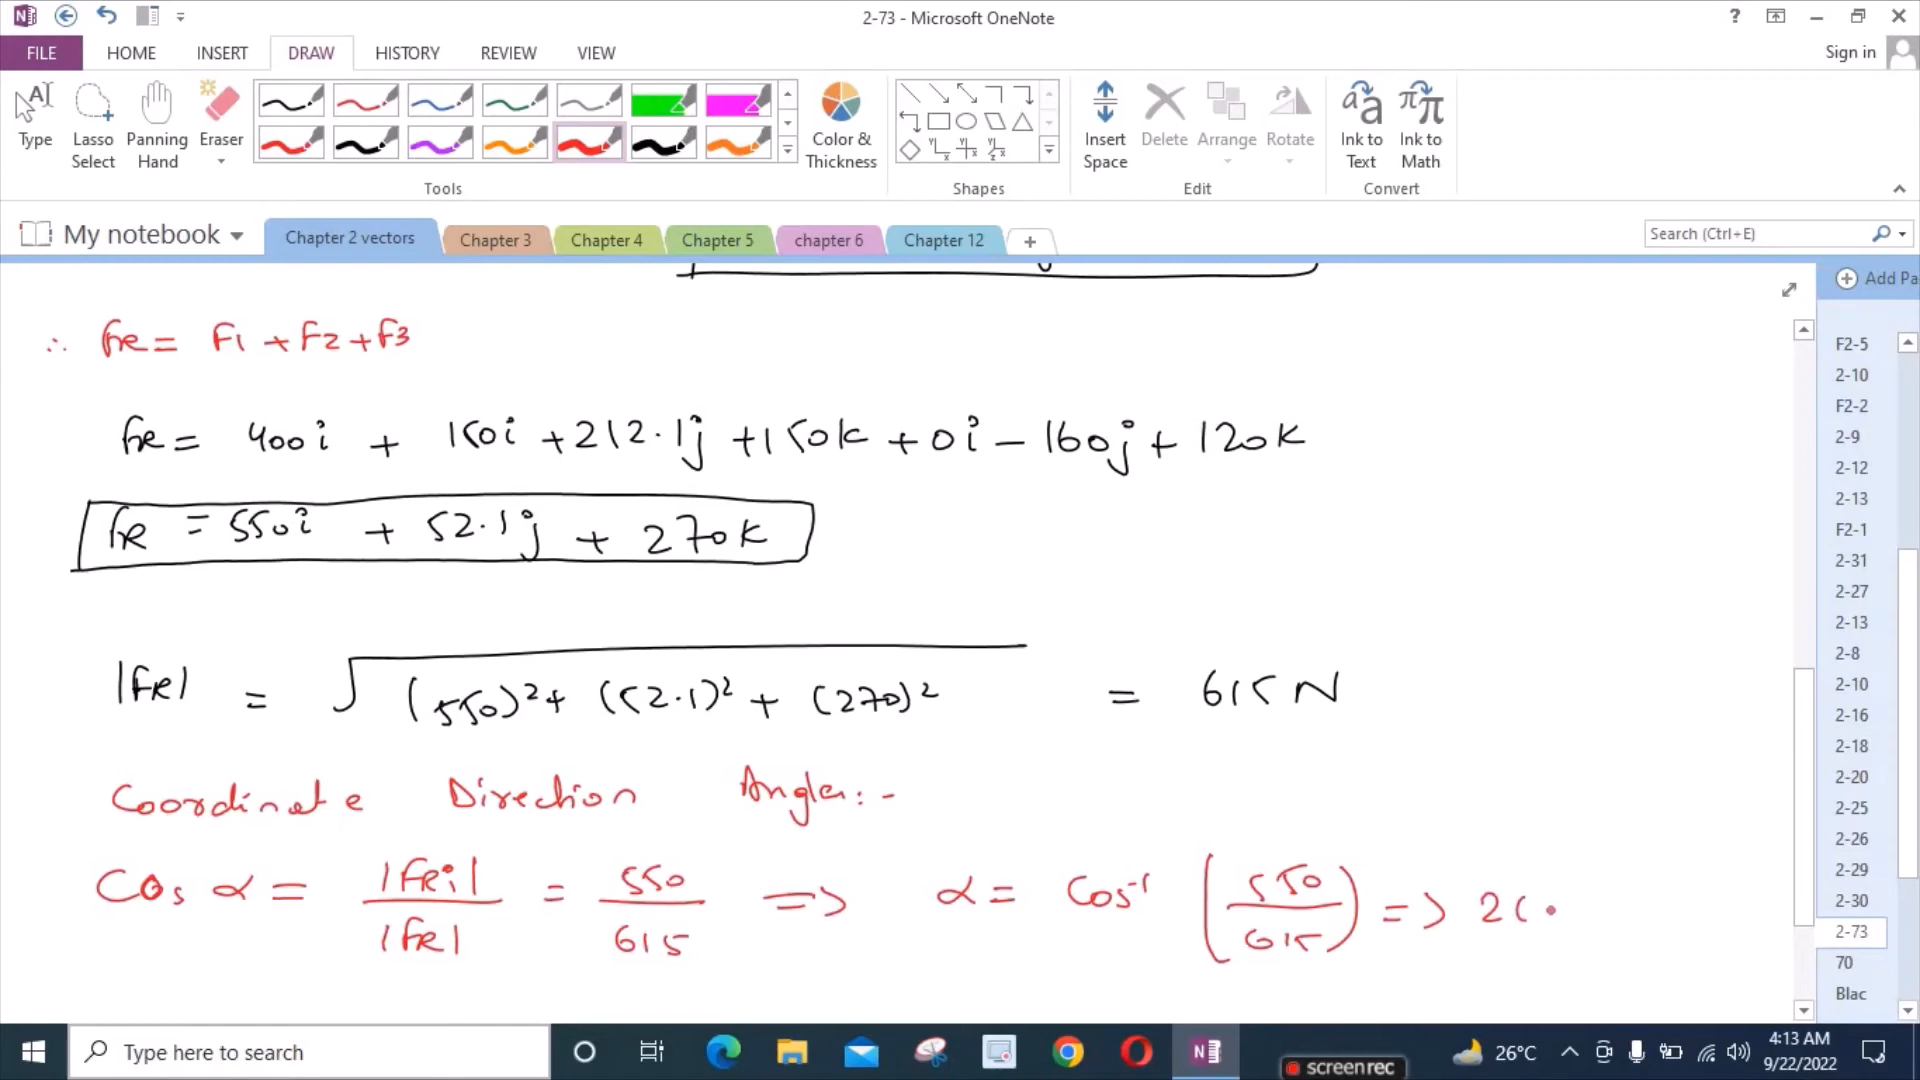 2-73 - Microsoft OneNote
?
FILE HOME INSERT DRAW HISTORY REVIEW VIEW
Sign in
Type
Lasso Select
Panning Hand
Eraser
Color & Thickness
Insert Space
Delete
Arrange
Rotate
Ink to Text
Ink to Math
Tools Shapes Edit Convert
My notebook
Chapter 2 vectors Chapter 3 Chapter 4 Chapter 5 chapter 6 Chapter 12 +
Search (Ctrl+E)
Add Pa
∴ FR = F1 + F2 + F3
FR = 400i + 150i + 212.1j + 150k + 0i - 160j + 120k
FR = 550i + 52.1j + 270k
|FR| = √(550)² + (52.1)² + (270)² = 615 N
Coordinate Direction Angles:-
Cos α = |FRi| / |FR| = 550 / 615 => α = Cos⁻¹ (550 / 615) => 2
F2-5
2-10
F2-2
2-9
2-12
2-13
F2-1
2-31
2-27
2-13
2-8
2-10
2-16
2-18
2-20
2-25
2-26
2-29
2-30
2-73
70
Blac
Type here to search
screenrec
26°C
4:13 AM
9/22/2022